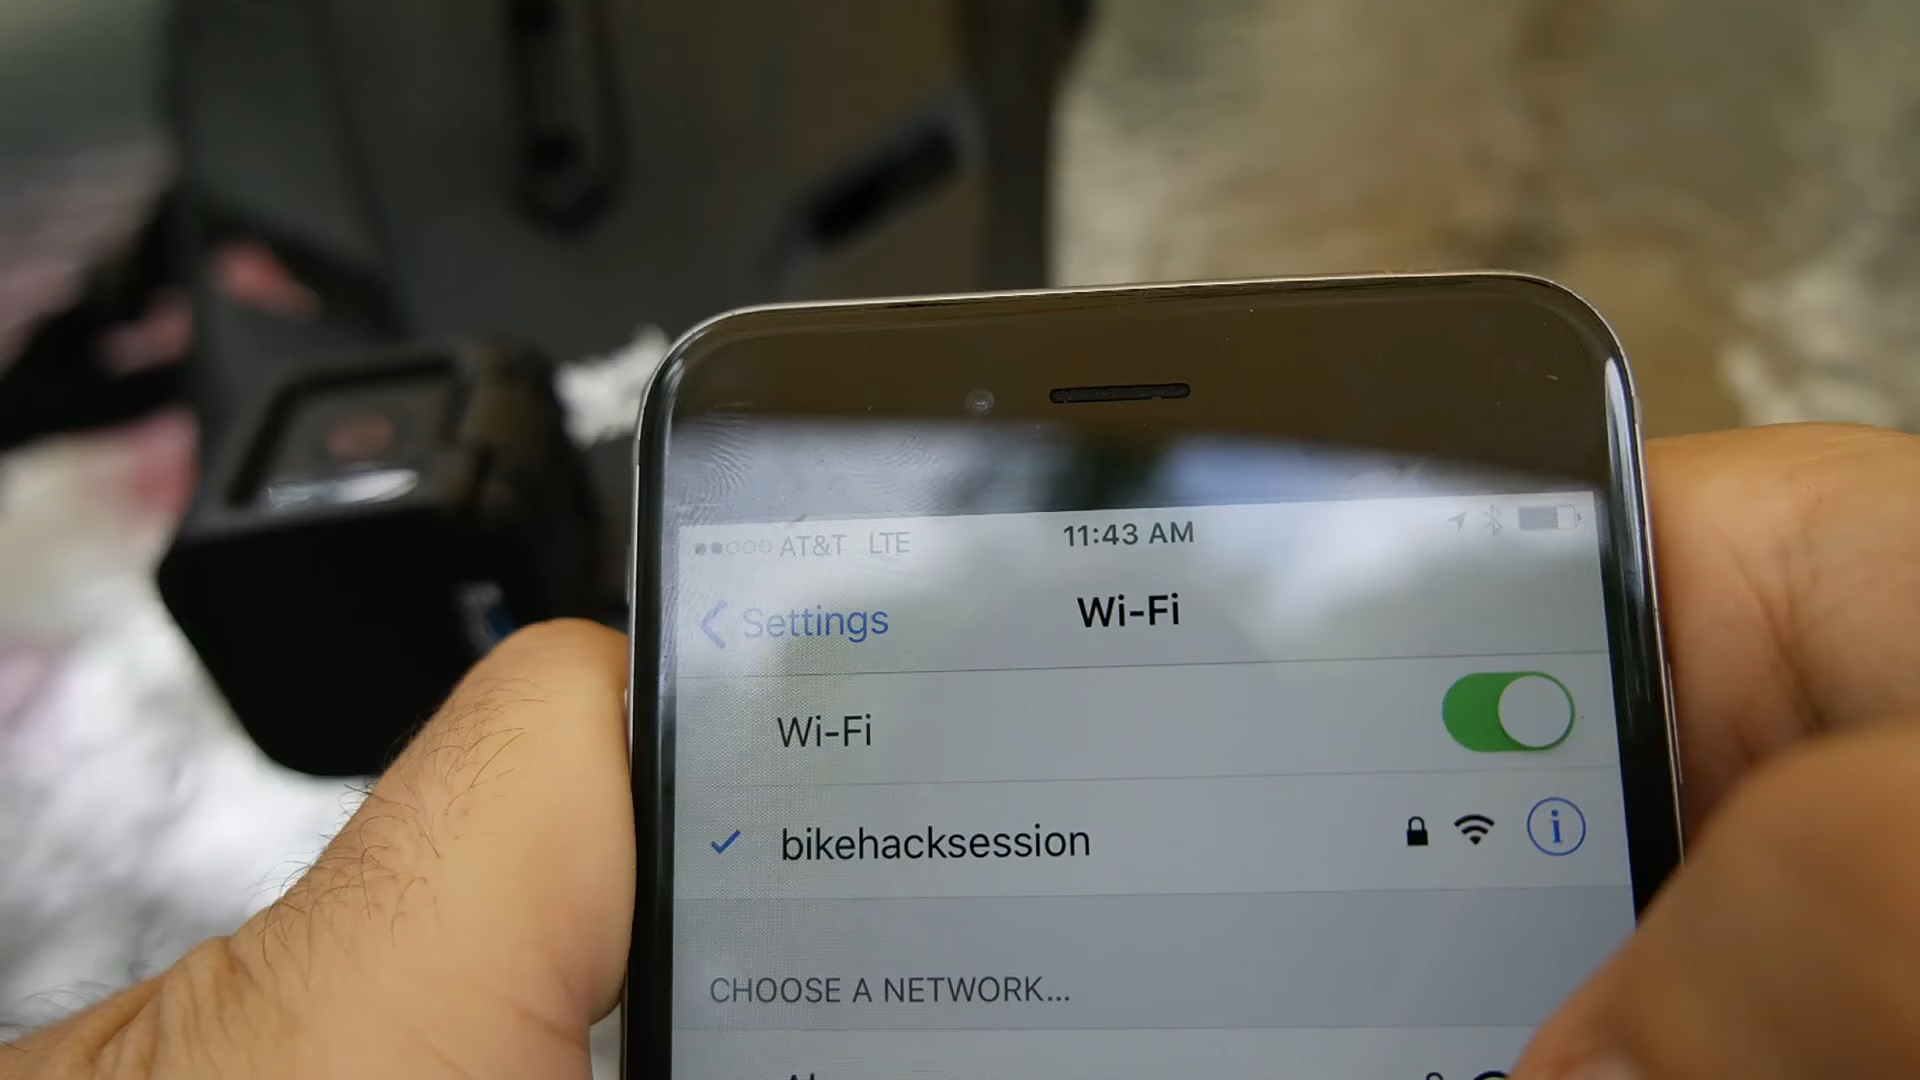 AT&T LTE 11:43 AM
Settings Wi-Fi
Wi-Fi
bikehacksession
CHOOSE A NETWORK...